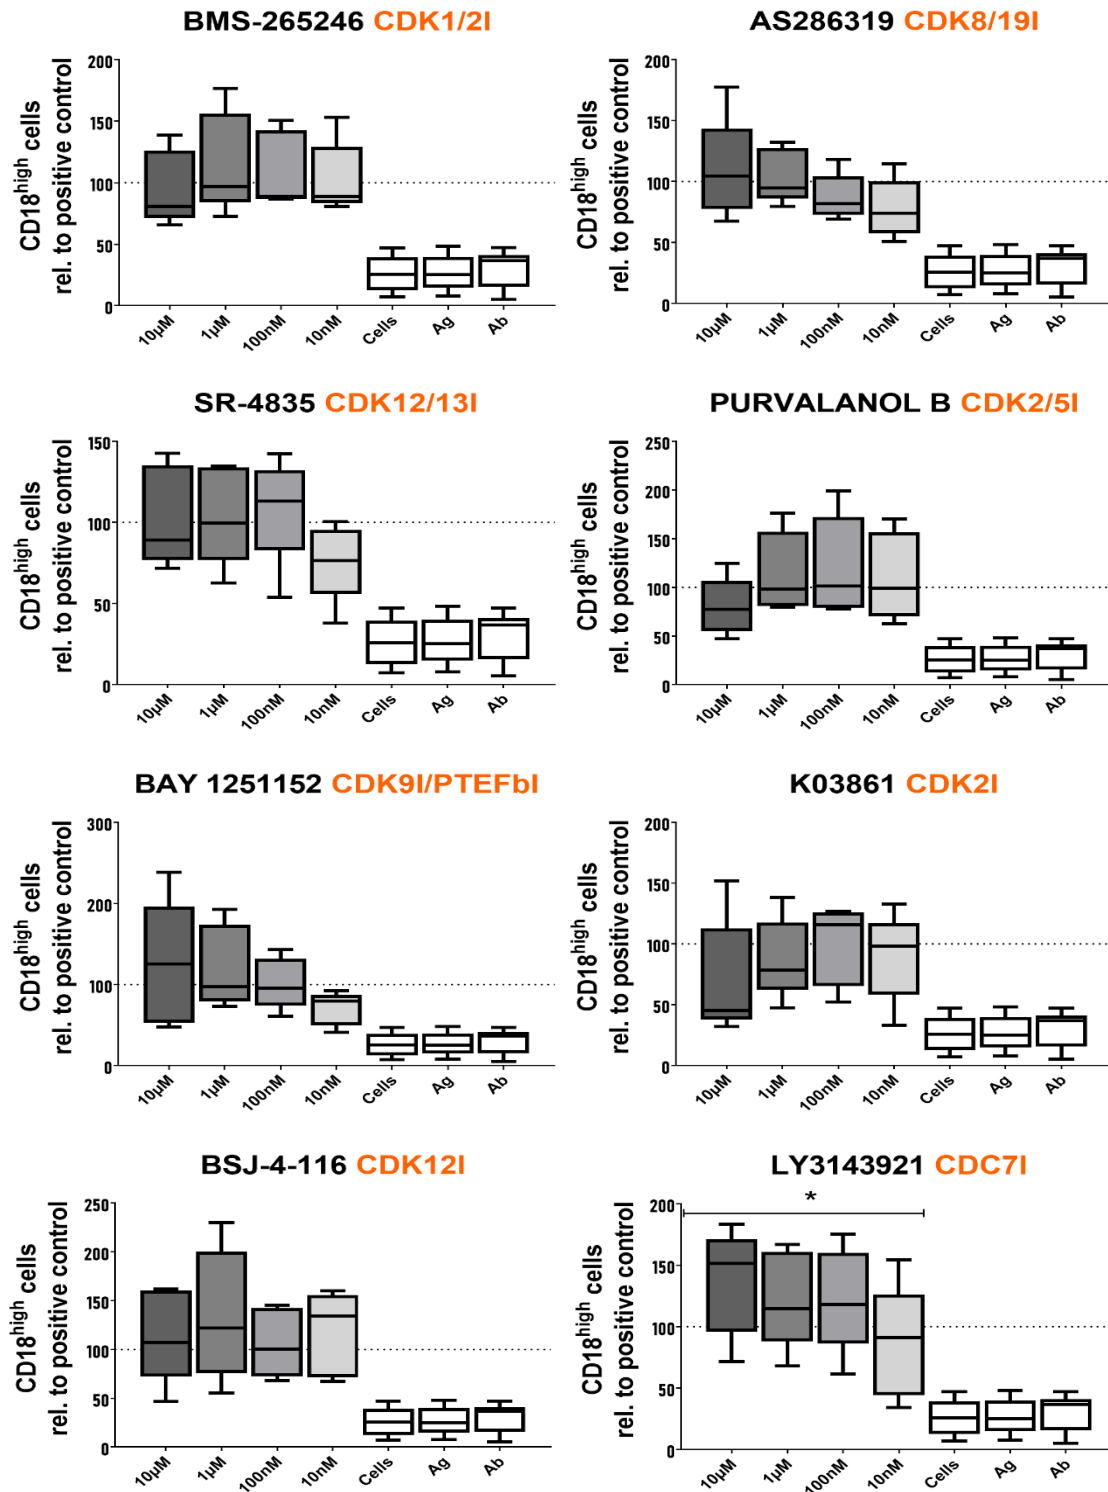 BMS-265246 CDK1/2I
CD18high cells
rel. to positive control
200
150
100
50
0
10µM 1µM 100nM 10nM Cells Ag Ab
AS286319 CDK8/19I
CD18high cells
rel. to positive control
200
150
100
50
0
10µM 1µM 100nM 10nM Cells Ag Ab
SR-4835 CDK12/13I
CD18high cells
rel. to positive control
150
100
50
0
10µM 1µM 100nM 10nM Cells Ag Ab
PURVALANOL B CDK2/5I
CD18high cells
rel. to positive control
250
200
150
100
50
0
10µM 1µM 100nM 10nM Cells Ag Ab
BAY 1251152 CDK9I/PTEFbI
CD18high cells
rel. to positive control
300
200
100
0
10µM 1µM 100nM 10nM Cells Ag Ab
K03861 CDK2I
CD18high cells
rel. to positive control
200
150
100
50
0
10µM 1µM 100nM 10nM Cells Ag Ab
BSJ-4-116 CDK12I
CD18high cells
rel. to positive control
250
200
150
100
50
0
10µM 1µM 100nM 10nM Cells Ag Ab
LY3143921 CDC7I
*
CD18high cells
rel. to positive control
200
150
100
50
0
10µM 1µM 100nM 10nM Cells Ag Ab